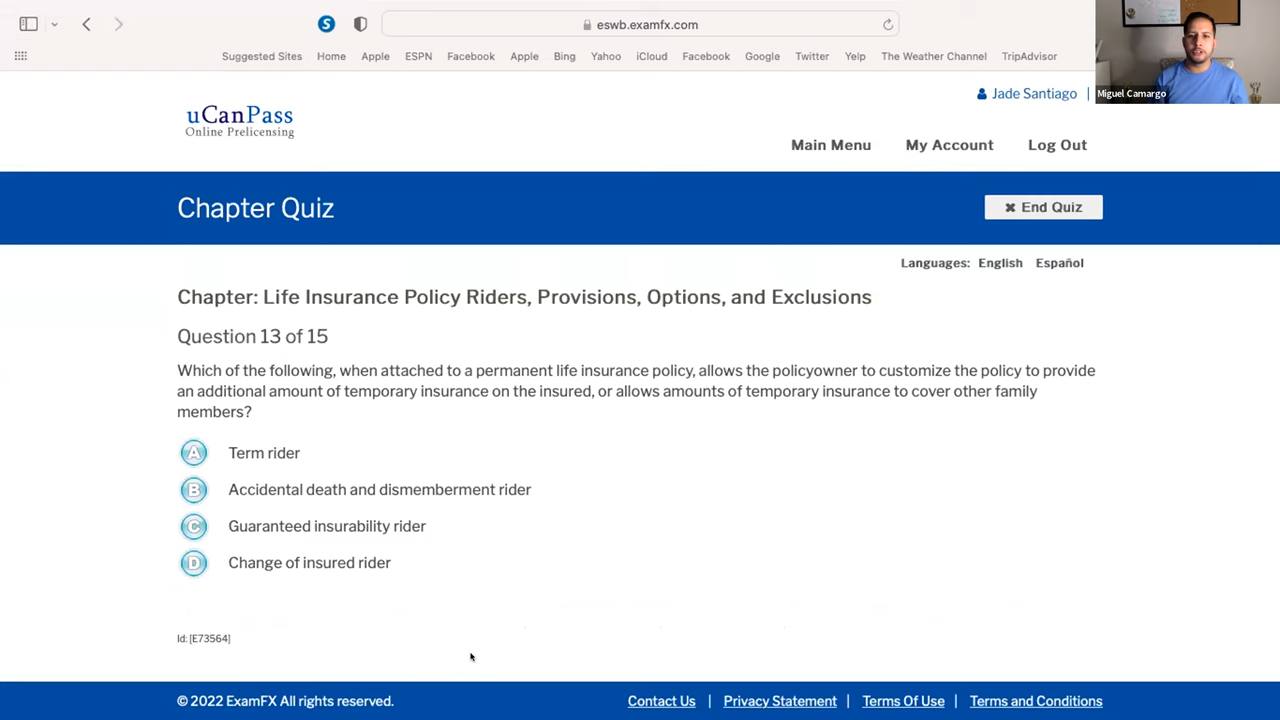 eswb.examfx.com
Suggested Sites Home Apple ESPN Facebook Apple Bing Yahoo iCloud Facebook Google Twitter Yelp The Weather Channel TripAdvisor
Miguel Camargo
Jade Santiago |
uCanPass
Online Prelicensing
Main Menu My Account Log Out
Chapter Quiz
✖ End Quiz
Languages: English Español
Chapter: Life Insurance Policy Riders, Provisions, Options, and Exclusions
Question 13 of 15
Which of the following, when attached to a permanent life insurance policy, allows the policyowner to customize the policy to provide
an additional amount of temporary insurance on the insured, or allows amounts of temporary insurance to cover other family
members?
A Term rider
B Accidental death and dismemberment rider
C Guaranteed insurability rider
D Change of insured rider
Id: [E73564]
© 2022 ExamFX All rights reserved.
Contact Us | Privacy Statement | Terms Of Use | Terms and Conditions